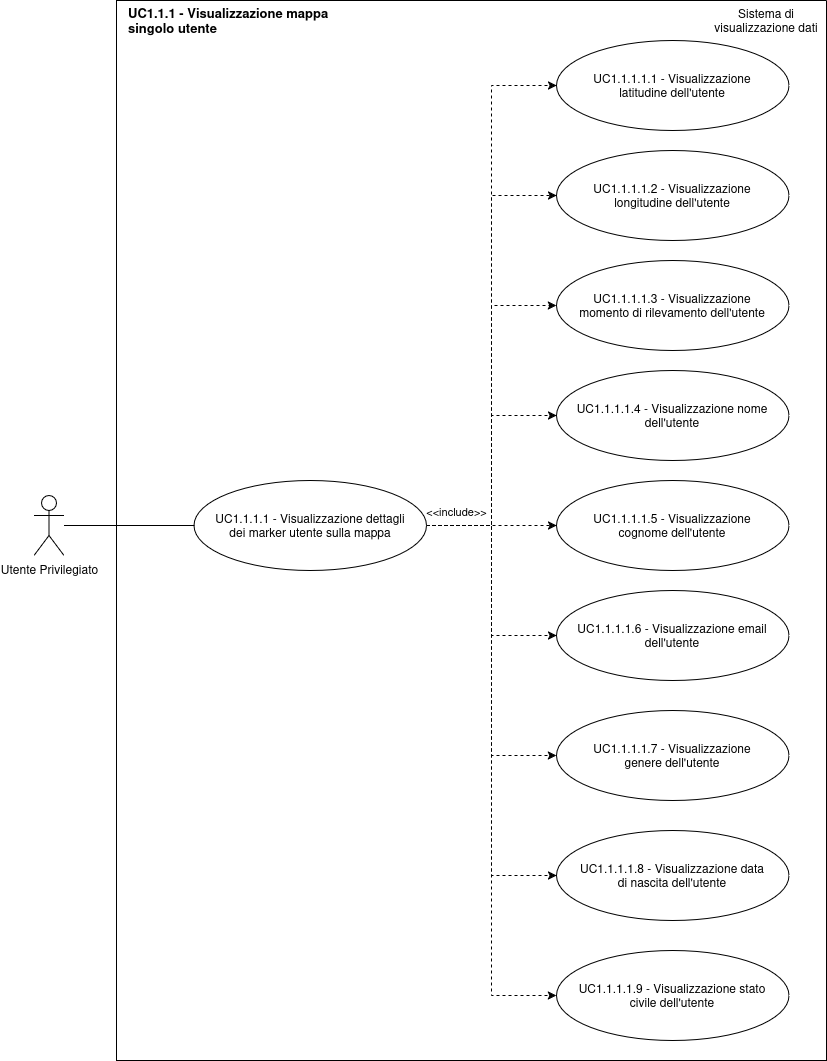 UC1.1.1 - Visualizzazione mappa
singolo utente
Sistema di
visualizzazione dati
UC1.1.1.1.1 - Visualizzazione
latitudine dell'utente
UC1.1.1.1.2 - Visualizzazione
longitudine dell'utente
UC1.1.1.1.3 - Visualizzazione
momento di rilevamento dell'utente
UC1.1.1.1.4 - Visualizzazione nome
dell'utente
Utente Privilegiato
UC1.1.1.1 - Visualizzazione dettagli
dei marker utente sulla mappa
<<include>>
UC1.1.1.1.5 - Visualizzazione
cognome dell'utente
UC1.1.1.1.6 - Visualizzazione email
dell'utente
UC1.1.1.1.7 - Visualizzazione
genere dell'utente
UC1.1.1.1.8 - Visualizzazione data
di nascita dell'utente
UC1.1.1.1.9 - Visualizzazione stato
civile dell'utente